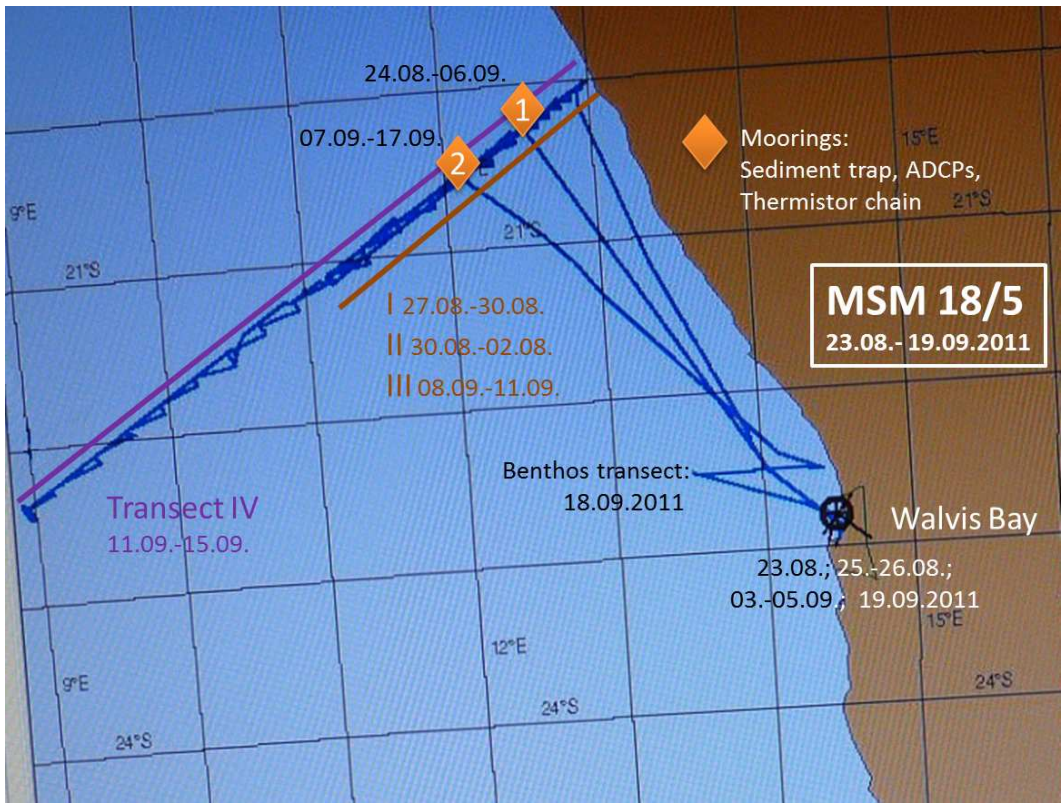 24.08.-06.09.
1
07.09.-17.09.
2
Moorings:
Sediment trap, ADCPs,
Thermistor chain
15°E
9°E
21°S
21°S
21°S
MSM 18/5
23.08.- 19.09.2011
I 27.08.-30.08.
II 30.08.-02.08.
III 08.09.-11.09.
Benthos transect:
18.09.2011
Transect IV
11.09.-15.09.
Walvis Bay
23.08.; 25.-26.08.;
03.-05.09.; 19.09.2011
15°E
12°E
9°E
24°S
24°S
24°S